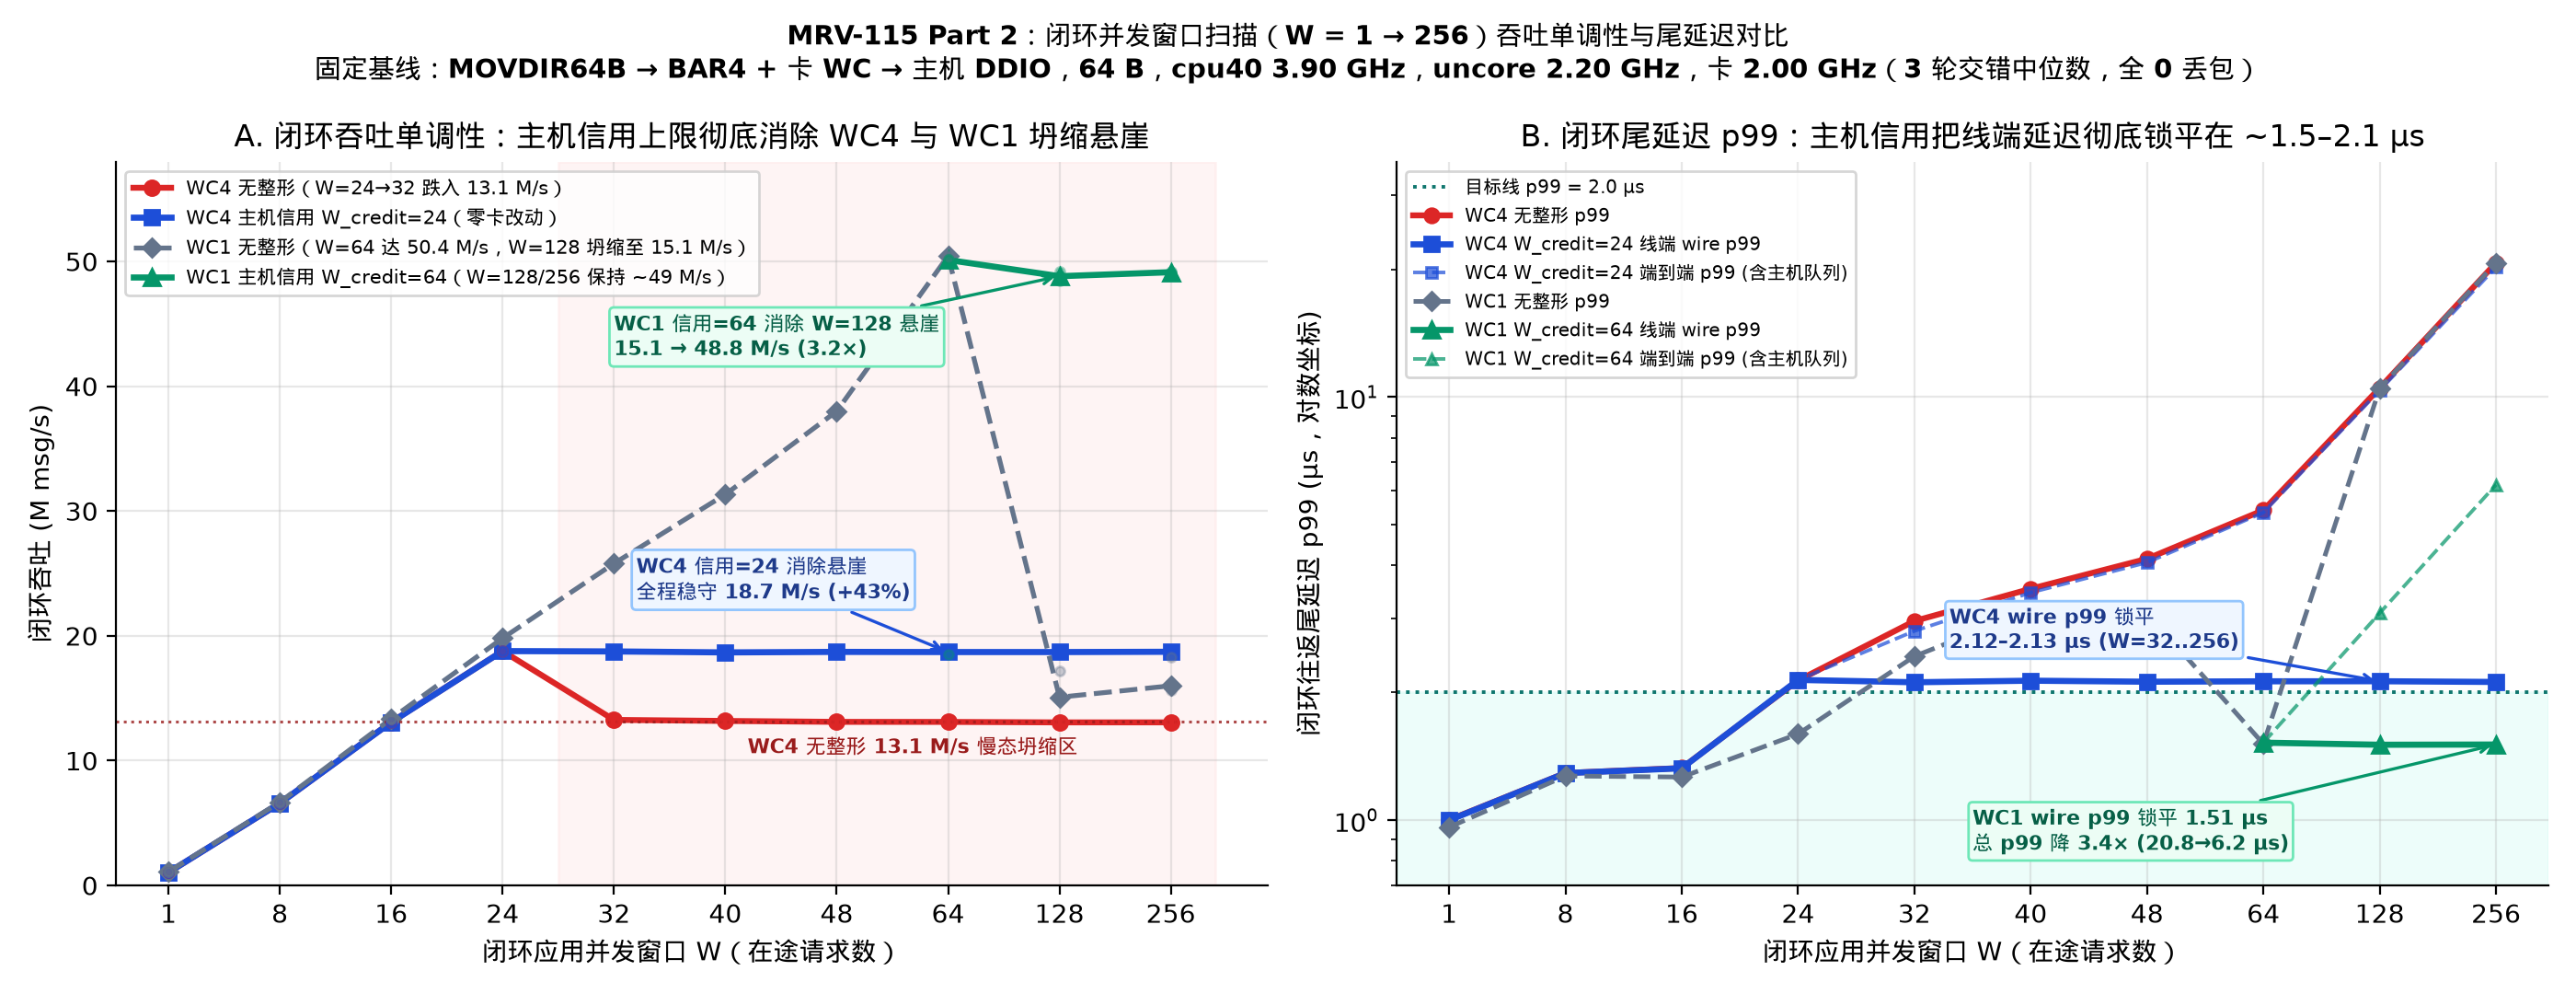 MRV-115 Part 2：闭环并发窗口扫描（W = 1 → 256）吞吐单调性与尾延迟对比
固定基线：MOVDIR64B → BAR4 + 卡 WC → 主机 DDIO，64 B，cpu40 3.90 GHz，uncore 2.20 GHz，卡 2.00 GHz（3 轮交错中位数，全 0 丢包）
A. 闭环吞吐单调性：主机信用上限彻底消除 WC4 与 WC1 坍缩悬崖
WC4 无整形（W=24→32 跌入 13.1 M/s）
WC4 主机信用 W_credit=24（零卡改动）
WC1 无整形（W=64 达 50.4 M/s，W=128 坍缩至 15.1 M/s）
WC1 主机信用 W_credit=64（W=128/256 保持 ~49 M/s）
WC1 信用=64 消除 W=128 悬崖
15.1 → 48.8 M/s (3.2×)
WC4 信用=24 消除悬崖
全程稳守 18.7 M/s (+43%)
WC4 无整形 13.1 M/s 慢态坍缩区
闭环吞吐 (M msg/s)
50
40
30
20
10
0
1 8 16 24 32 40 48 64 128 256
闭环应用并发窗口 W（在途请求数）
B. 闭环尾延迟 p99：主机信用把线端延迟彻底锁平在 ~1.5–2.1 µs
目标线 p99 = 2.0 µs
WC4 无整形 p99
WC4 W_credit=24 线端 wire p99
WC4 W_credit=24 端到端 p99 (含主机队列)
WC1 无整形 p99
WC1 W_credit=64 线端 wire p99
WC1 W_credit=64 端到端 p99 (含主机队列)
WC4 wire p99 锁平
2.12–2.13 µs (W=32..256)
WC1 wire p99 锁平 1.51 µs
总 p99 降 3.4× (20.8→6.2 µs)
闭环往返尾延迟 p99 (µs，对数坐标)
10¹
10⁰
1 8 16 24 32 40 48 64 128 256
闭环应用并发窗口 W（在途请求数）